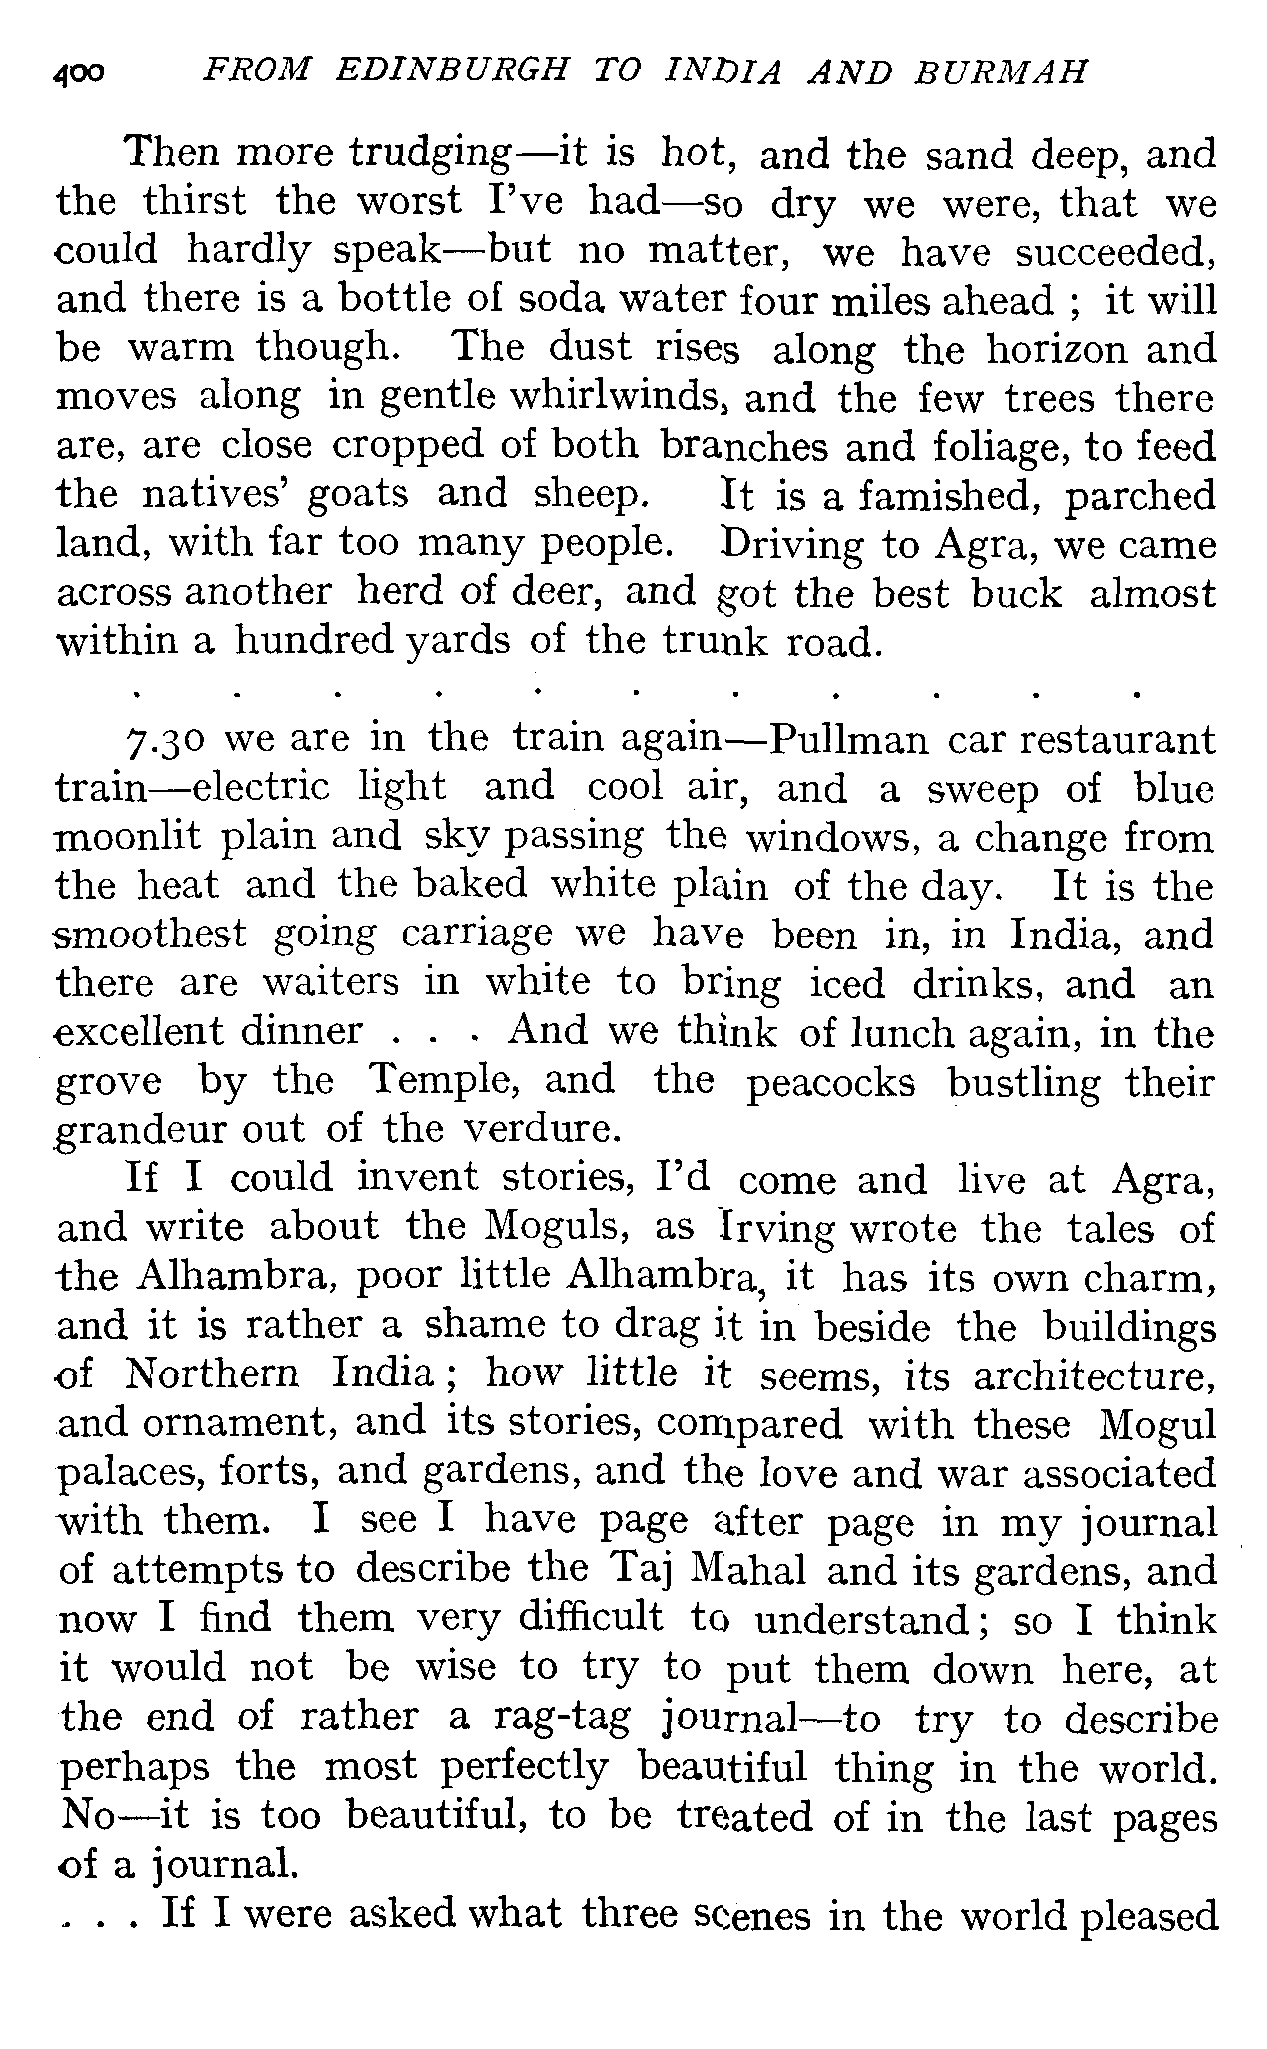 400 FROM EDINBURGH TO INDIA AND BURMAH
Then more trudging—it is hot, and the sand deep, and
the thirst the worst I've had—so dry we were, that we
could hardly speak—but no matter, we have succeeded,
and there is a bottle of soda water four miles ahead ; it will
be warm though. The dust rises along the horizon and
moves along in gentle whirlwinds, and the few trees there
are, are close cropped of both branches and foliage, to feed
the natives' goats and sheep. It is a famished, parched
land, with far too many people. Driving to Agra, we came
across another herd of deer, and got the best buck almost
within a hundred yards of the trunk road.
. . . . . . . . . . .
7.30 we are in the train again—Pullman car restaurant
train—electric light and cool air, and a sweep of blue
moonlit plain and sky passing the windows, a change from
the heat and the baked white plain of the day. It is the
smoothest going carriage we have been in, in India, and
there are waiters in white to bring iced drinks, and an
excellent dinner . . . And we think of lunch again, in the
grove by the Temple, and the peacocks bustling their
grandeur out of the verdure.
If I could invent stories, I'd come and live at Agra,
and write about the Moguls, as Irving wrote the tales of
the Alhambra, poor little Alhambra, it has its own charm,
and it is rather a shame to drag it in beside the buildings
of Northern India ; how little it seems, its architecture,
and ornament, and its stories, compared with these Mogul
palaces, forts, and gardens, and the love and war associated
with them. I see I have page after page in my journal
of attempts to describe the Taj Mahal and its gardens, and
now I find them very difficult to understand ; so I think
it would not be wise to try to put them down here, at
the end of rather a rag-tag journal—to try to describe
perhaps the most perfectly beautiful thing in the world.
No—it is too beautiful, to be treated of in the last pages
of a journal.
. . . If I were asked what three scenes in the world pleased